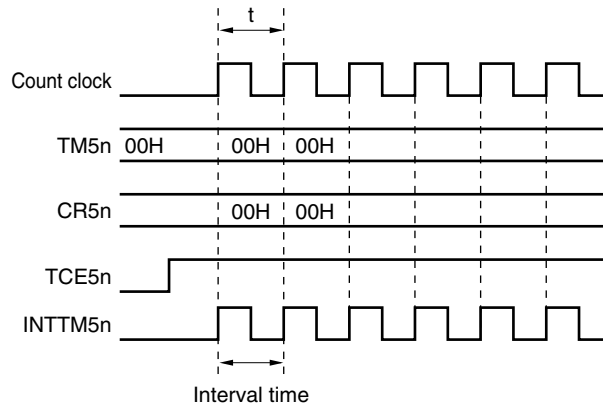 t
Count clock
TM5n 00H 00H 00H
CR5n 00H 00H
TCE5n
INTTM5n
Interval time